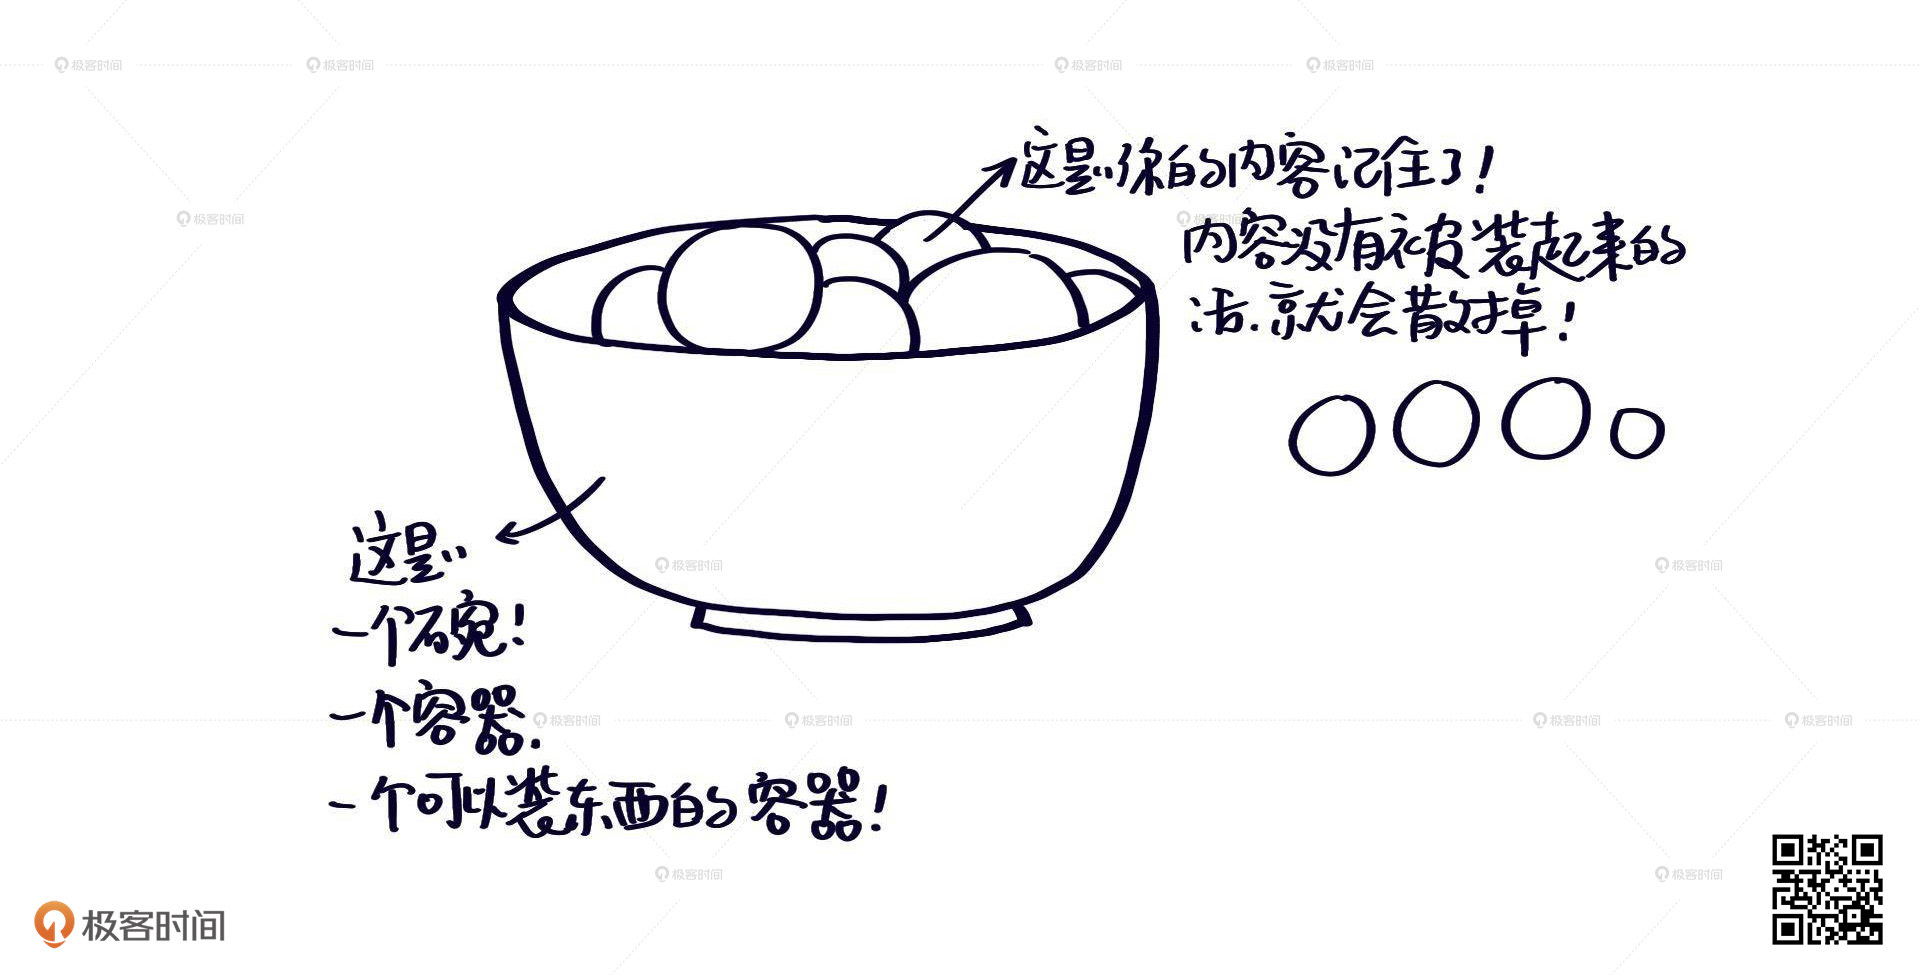 这是你的内容记住了！
内容没有被装起来的
话.就会散掉！
这是
一个碗！
一个容器.
一个可以装东西的容器！
极客时间